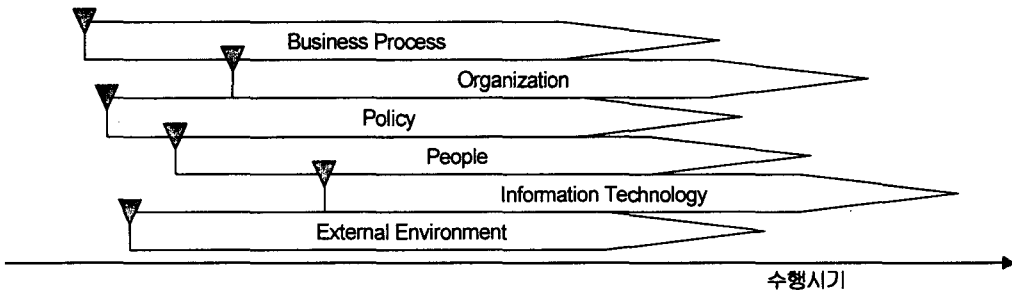 Business Process
Organization
Policy
People
Information Technology
External Environment
수행시기